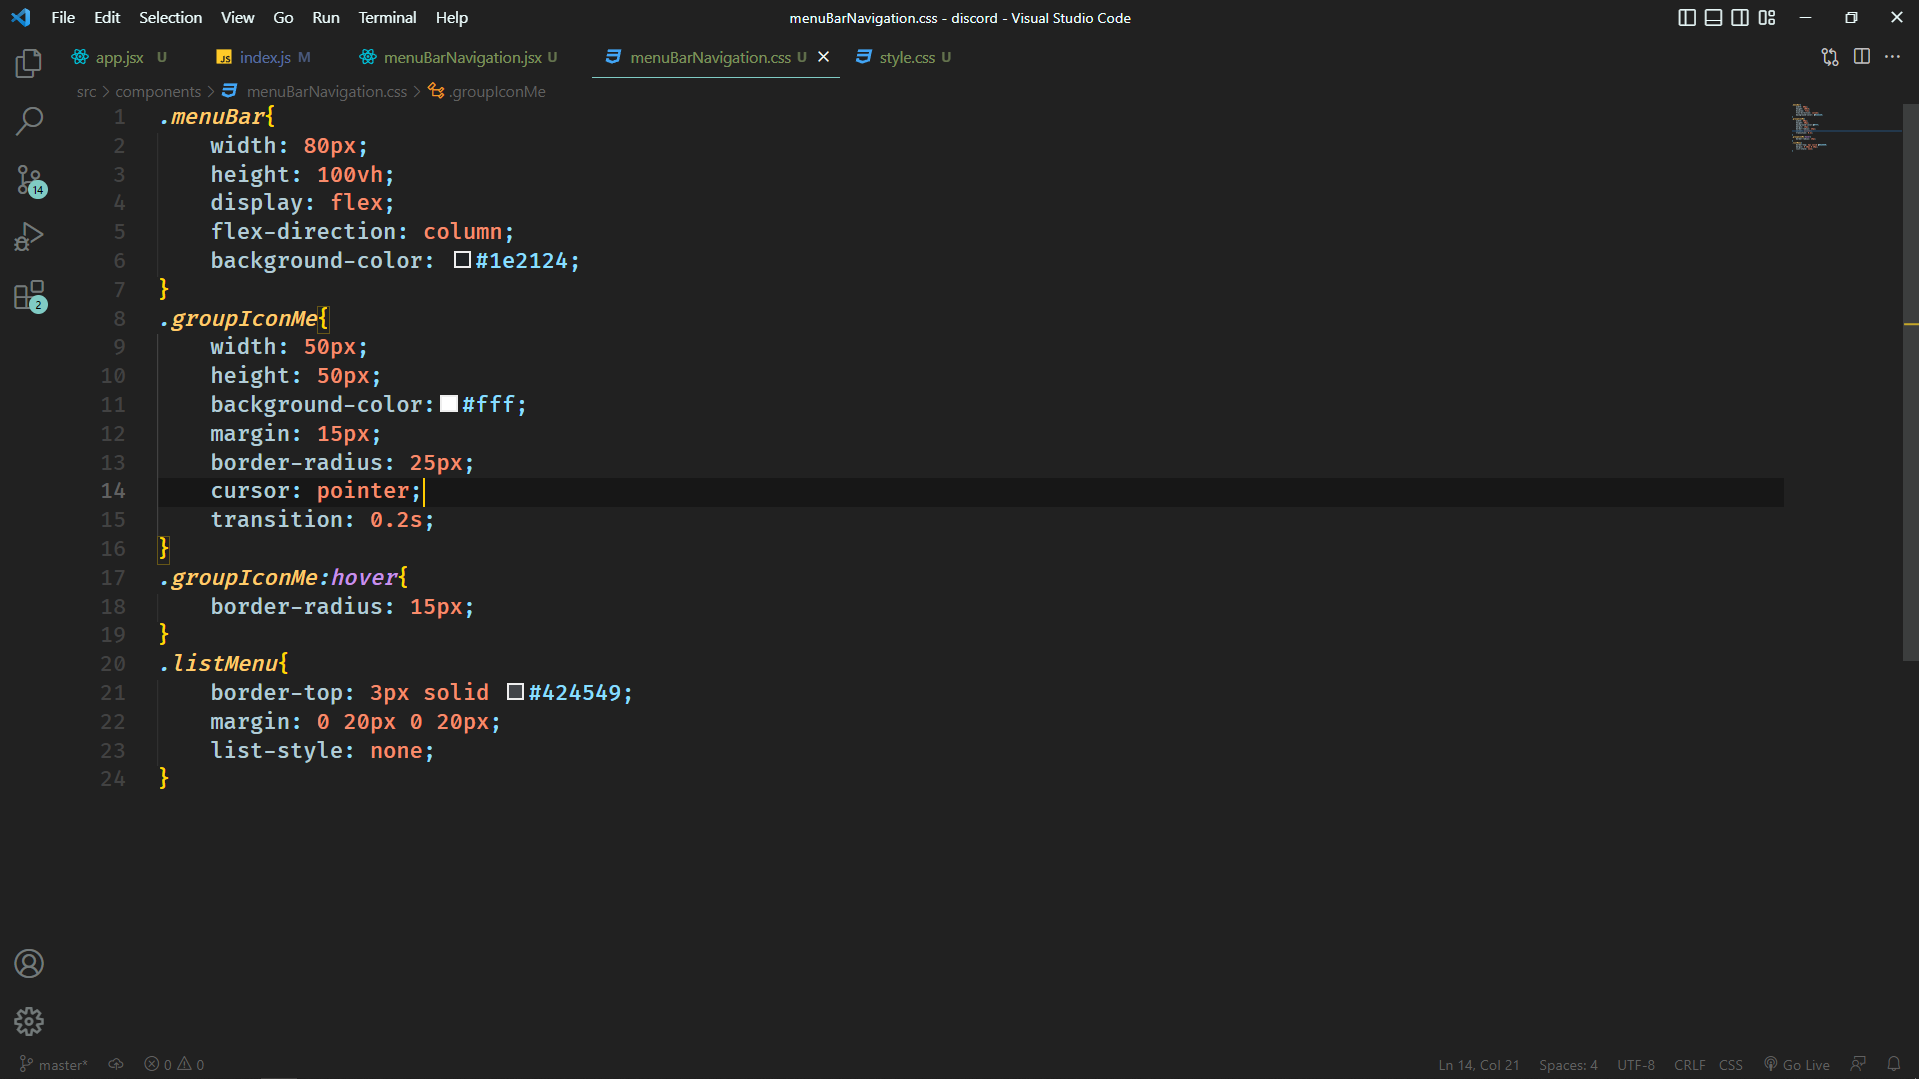 File Edit Selection View Go Run Terminal Help
menuBarNavigation.css - discord - Visual Studio Code
app.jsx U
JS index.js M
menuBarNavigation.jsx U
menuBarNavigation.css U
style.css U
src > components > menuBarNavigation.css > .groupIconMe
1 .menuBar{
2 width: 80px;
3 height: 100vh;
4 display: flex;
5 flex-direction: column;
6 background-color: #1e2124;
7 }
8 .groupIconMe{
9 width: 50px;
10 height: 50px;
11 background-color: #fff;
12 margin: 15px;
13 border-radius: 25px;
14 cursor: pointer;
15 transition: 0.2s;
16 }
17 .groupIconMe:hover{
18 border-radius: 15px;
19 }
20 .listMenu{
21 border-top: 3px solid #424549;
22 margin: 0 20px 0 20px;
23 list-style: none;
24 }
14
2
master* 0 0
Ln 14, Col 21 Spaces: 4 UTF-8 CRLF CSS Go Live